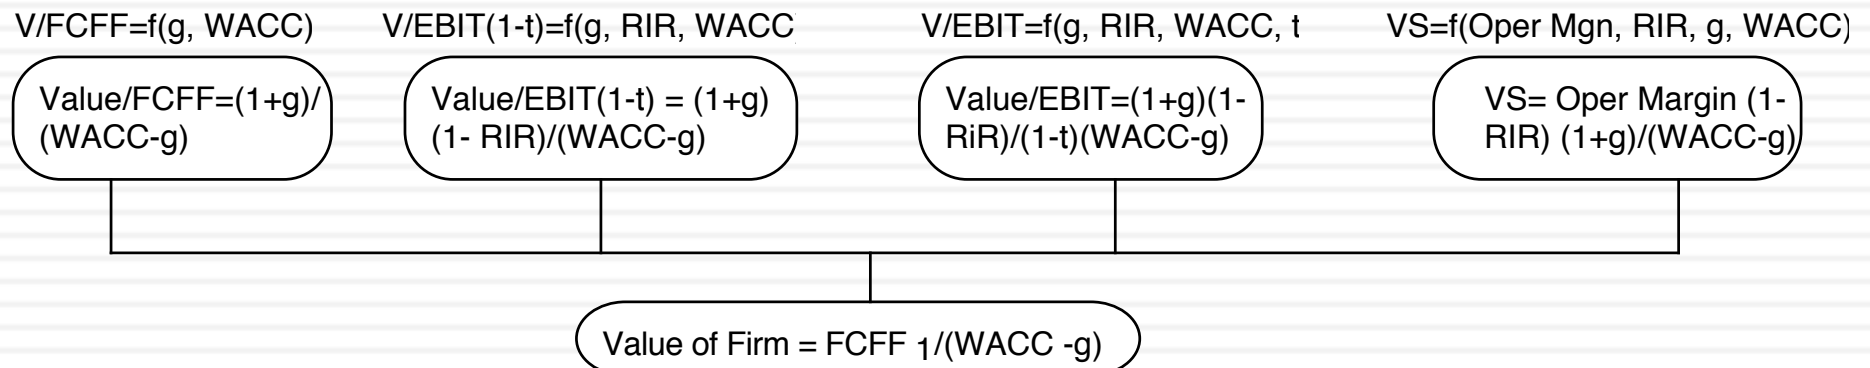 V/FCFF=f(g, WACC)
V/EBIT(1-t)=f(g, RIR, WACC
V/EBIT=f(g, RIR, WACC, t
VS=f(Oper Mgn, RIR, g, WACC)
Value/FCFF=(1+g)/
(WACC-g)
Value/EBIT(1-t) = (1+g)
(1- RIR)/(WACC-g)
Value/EBIT=(1+g)(1-
RiR)/(1-t)(WACC-g)
VS= Oper Margin (1-
RIR) (1+g)/(WACC-g)
Value of Firm = FCFF 1/(WACC -g)